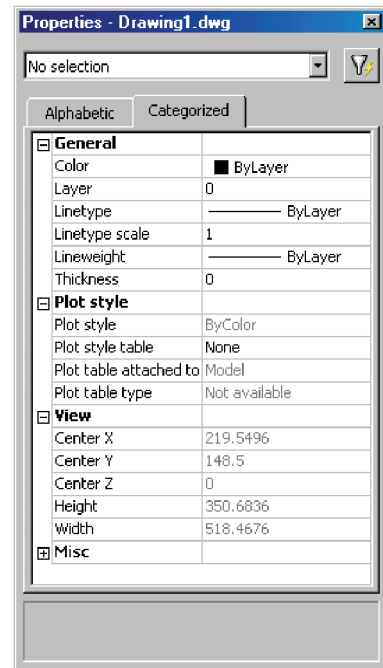 Properties - Drawing1.dwg
No selection
Alphabetic Categorized
General
Color ByLayer
Layer 0
Linetype ByLayer
Linetype scale 1
Lineweight ByLayer
Thickness 0
Plot style
Plot style ByColor
Plot style table None
Plot table attached to Model
Plot table type Not available
View
Center X 219.5496
Center Y 148.5
Center Z 0
Height 350.6836
Width 518.4676
Misc